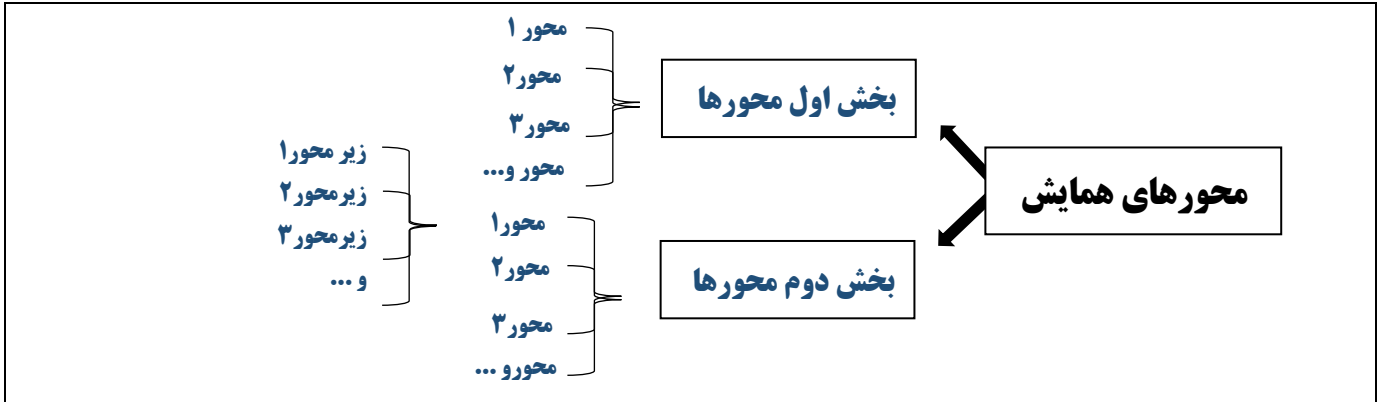 محورهای همایش
بخش اول محورها
محور ۱
محور۲
محور۳
محور و...
بخش دوم محورها
محور۱
محور۲
محور۳
محورو ...
زیر محور۱
زیرمحور۲
زیرمحور۳
و ...